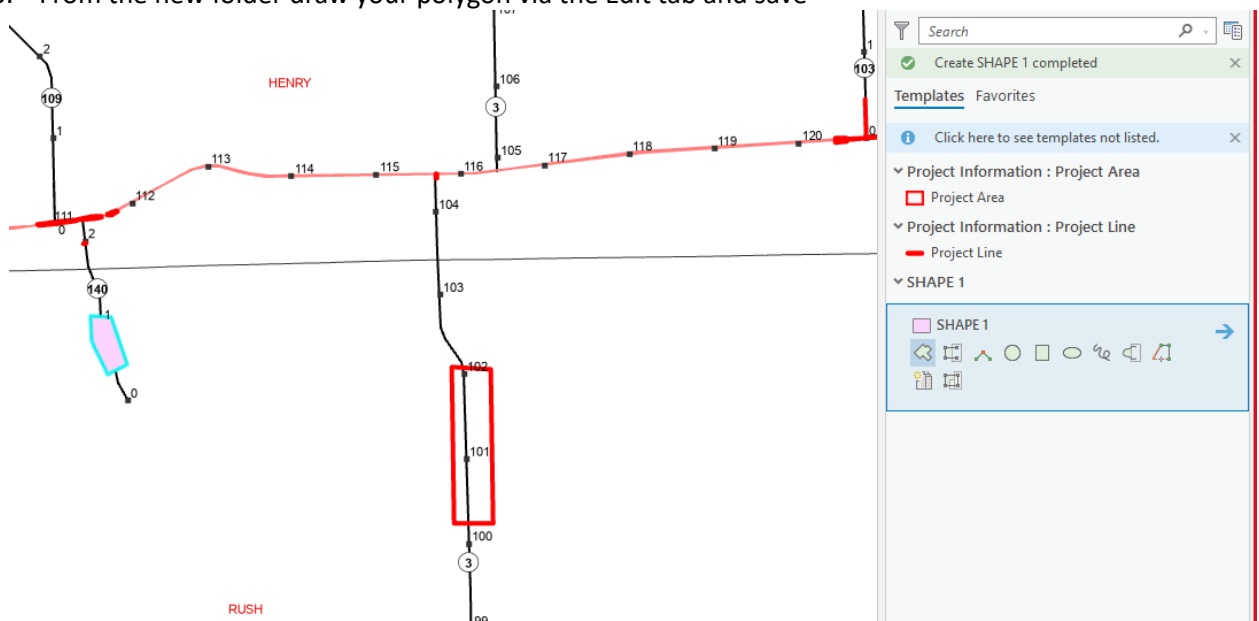 From the new folder draw your polygon via the Edit tab and save
2
HENRY
109
1
106
3
105
1
103
0
113
114
115
116
117
118
119
120
112
111
0
2
104
140
1
103
0
102
101
100
3
99
RUSH
Search
Create SHAPE 1 completed
Templates Favorites
Click here to see templates not listed.
Project Information : Project Area
Project Area
Project Information : Project Line
Project Line
SHAPE 1
SHAPE 1